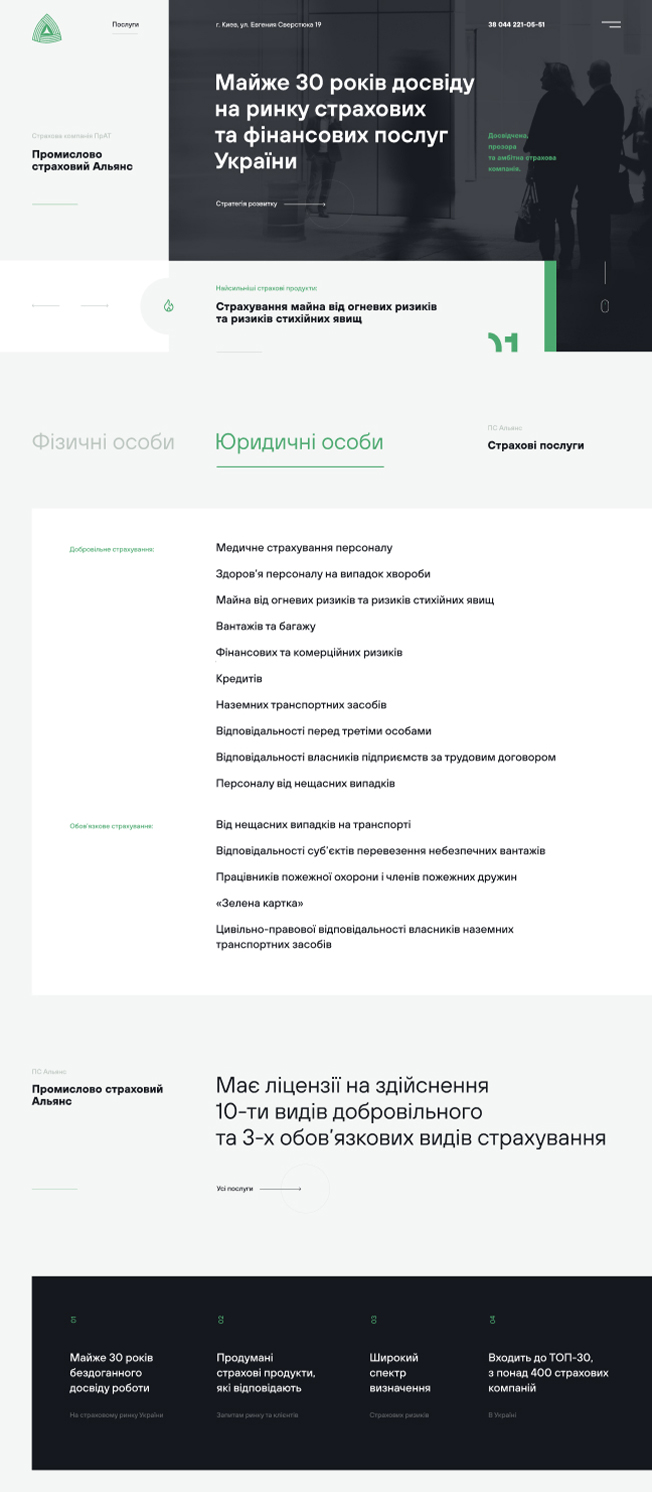 Послуги
г. Киев, ул. Евгения Сверстюка 19
38 044 221-05-51
Майже 30 років досвіду
на ринку страхових
та фінансових послуг
України
Страхова компанія ПрАТ
Промислово
страховий Альянс
Досвідчена,
прозора
та амбітна страхова
компанія.
Стратегія розвитку
Найсильніші страхові продукти:
Страхування майна від огневих ризиків
та ризиків стихійних явищ
01
Фізичні особи
Юридичні особи
ПС Альянс
Страхові послуги
Добровільне страхування:
Медичне страхування персоналу
Здоров'я персоналу на випадок хвороби
Майна від огневих ризиків та ризиків стихійних явищ
Вантажів та багажу
Фінансових та комерційних ризиків
Кредитів
Наземних транспортних засобів
Відповідальності перед третіми особами
Відповідальності власників підприємств за трудовим договором
Персоналу від нещасних випадків
Обов'язкове страхування:
Від нещасних випадків на транспорті
Відповідальності суб'єктів перевезення небезпечних вантажів
Працівників пожежної охорони і членів пожежних дружин
«Зелена картка»
Цивільно-правової відповідальності власників наземних
транспортних засобів
ПС Альянс
Промислово страховий
Альянс
Має ліцензії на здійснення
10-ти видів добровільного
та 3-х обов'язкових видів страхування
Усі послуги
01
Майже 30 років
бездоганного
досвіду роботи
На страховому ринку України
02
Продумані
страхові продукти,
які відповідають
Запитам ринку та клієнтів
03
Широкий
спектр
визначення
Страхових ризиків
04
Входить до ТОП-30,
з понад 400 страхових
компаній
В Україні